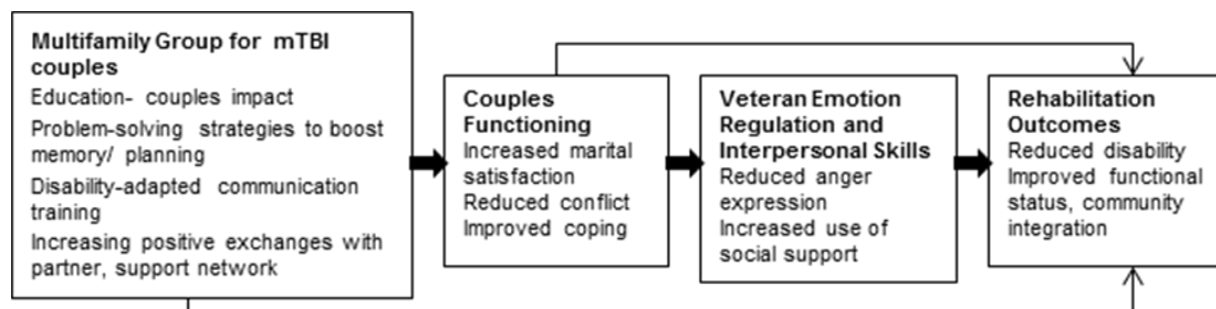 Multifamily Group for mTBI
couples
Education- couples impact
Problem-solving strategies to boost
memory/ planning
Disability-adapted communication
training
Increasing positive exchanges with
partner, support network
Couples
Functioning
Increased marital
satisfaction
Reduced conflict
Improved coping
Veteran Emotion
Regulation and
Interpersonal Skills
Reduced anger
expression
Increased use of
social support
Rehabilitation
Outcomes
Reduced disability
Improved functional
status, community
integration